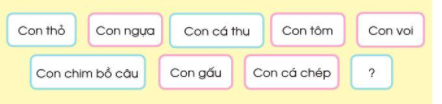 Con thỏ Con ngựa Con cá thu Con tôm Con voi
Con chim bồ câu Con gấu Con cá chép ?